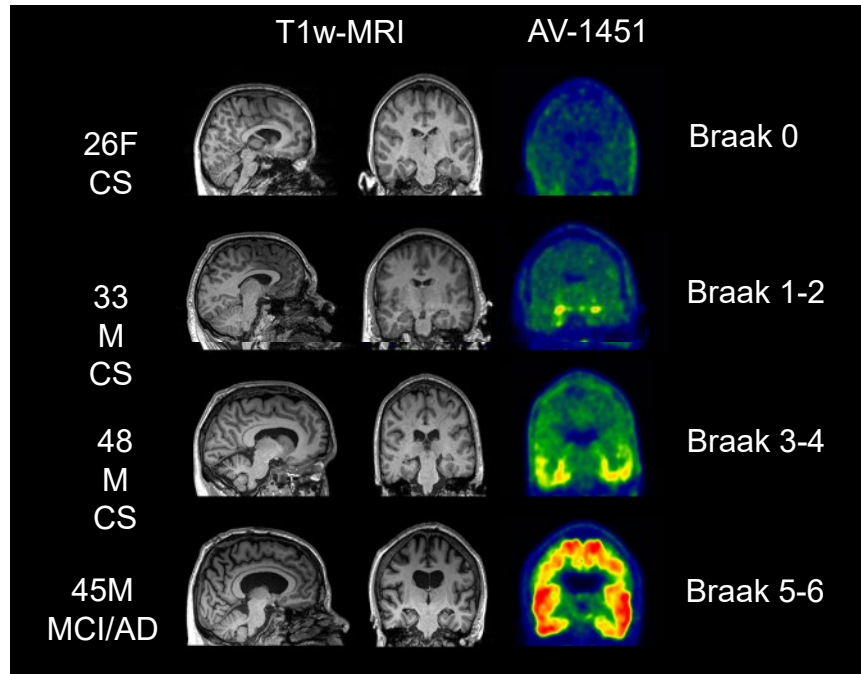 T1w-MRI AV-1451
26F
CS
Braak 0
33
M
CS
Braak 1-2
48
M
CS
Braak 3-4
45M
MCI/AD
Braak 5-6